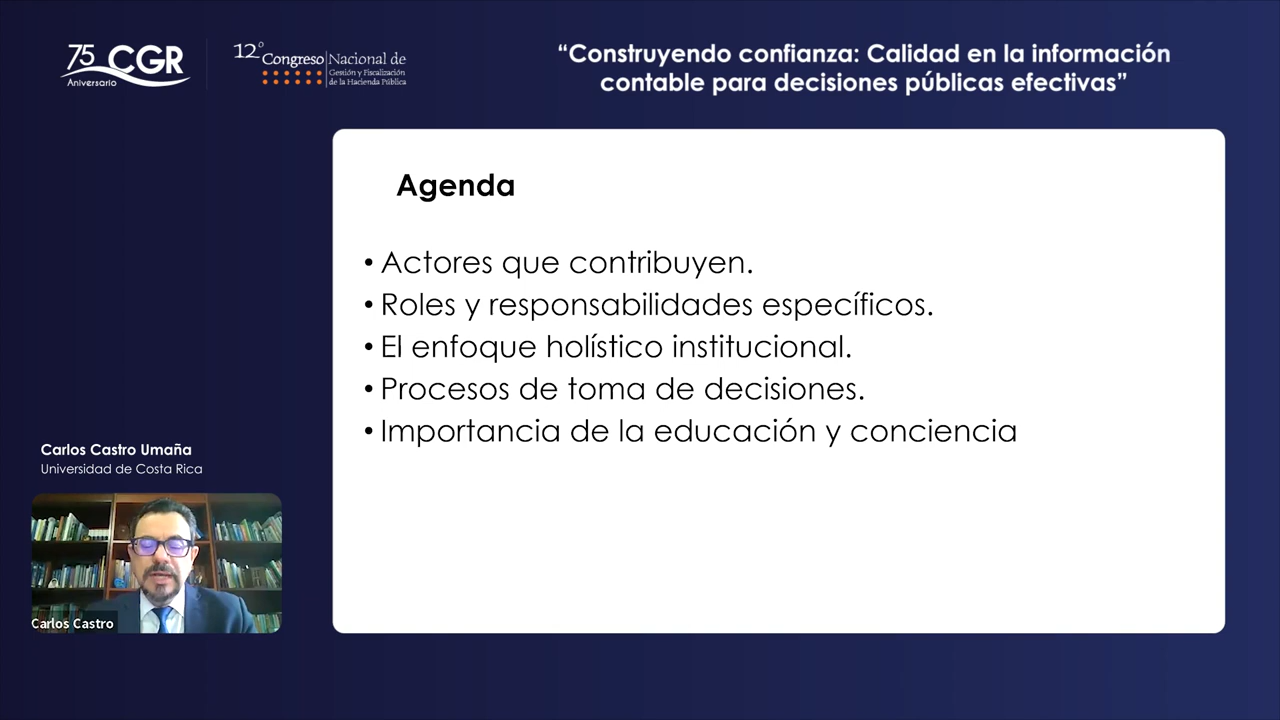 75 CGR
Aniversario
12° Congreso Nacional de
Gestión y Fiscalización
de la Hacienda Pública
“Construyendo confianza: Calidad en la información
contable para decisiones públicas efectivas”
Agenda
• Actores que contribuyen.
• Roles y responsabilidades específicos.
• El enfoque holístico institucional.
• Procesos de toma de decisiones.
• Importancia de la educación y conciencia
Carlos Castro Umaña
Universidad de Costa Rica
Carlos Castro